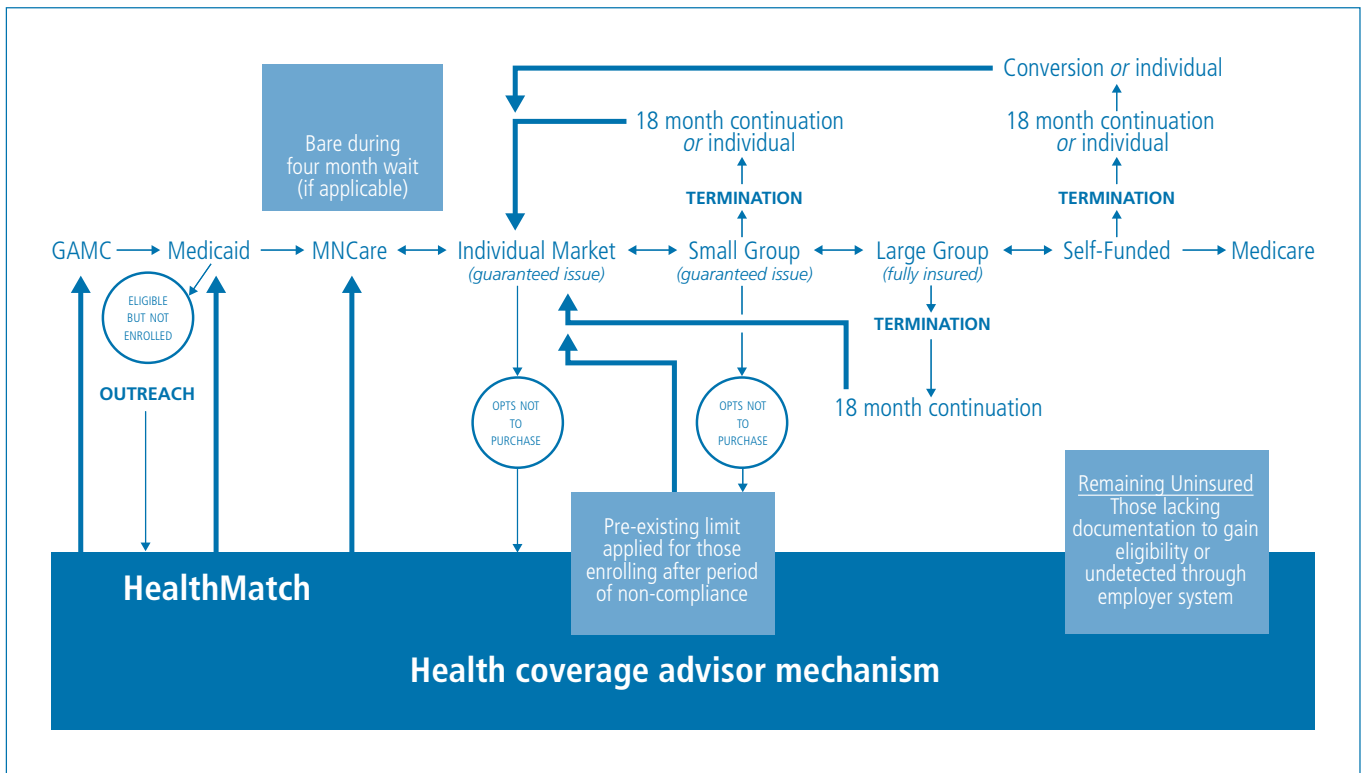 Conversion or individual
18 month continuation
or individual
18 month continuation
or individual
Bare during
four month wait
(if applicable)
TERMINATION
TERMINATION
GAMC
Medicaid
MNCare
Individual Market
(guaranteed issue)
Small Group
(guaranteed issue)
Large Group
(fully insured)
Self-Funded
Medicare
ELIGIBLE
BUT NOT
ENROLLED
TERMINATION
OUTREACH
OPTS NOT
TO
PURCHASE
OPTS NOT
TO
PURCHASE
18 month continuation
Pre-existing limit
applied for those
enrolling after period
of non-compliance
Remaining Uninsured
Those lacking
documentation to gain
eligibility or
undetected through
employer system
HealthMatch
Health coverage advisor mechanism